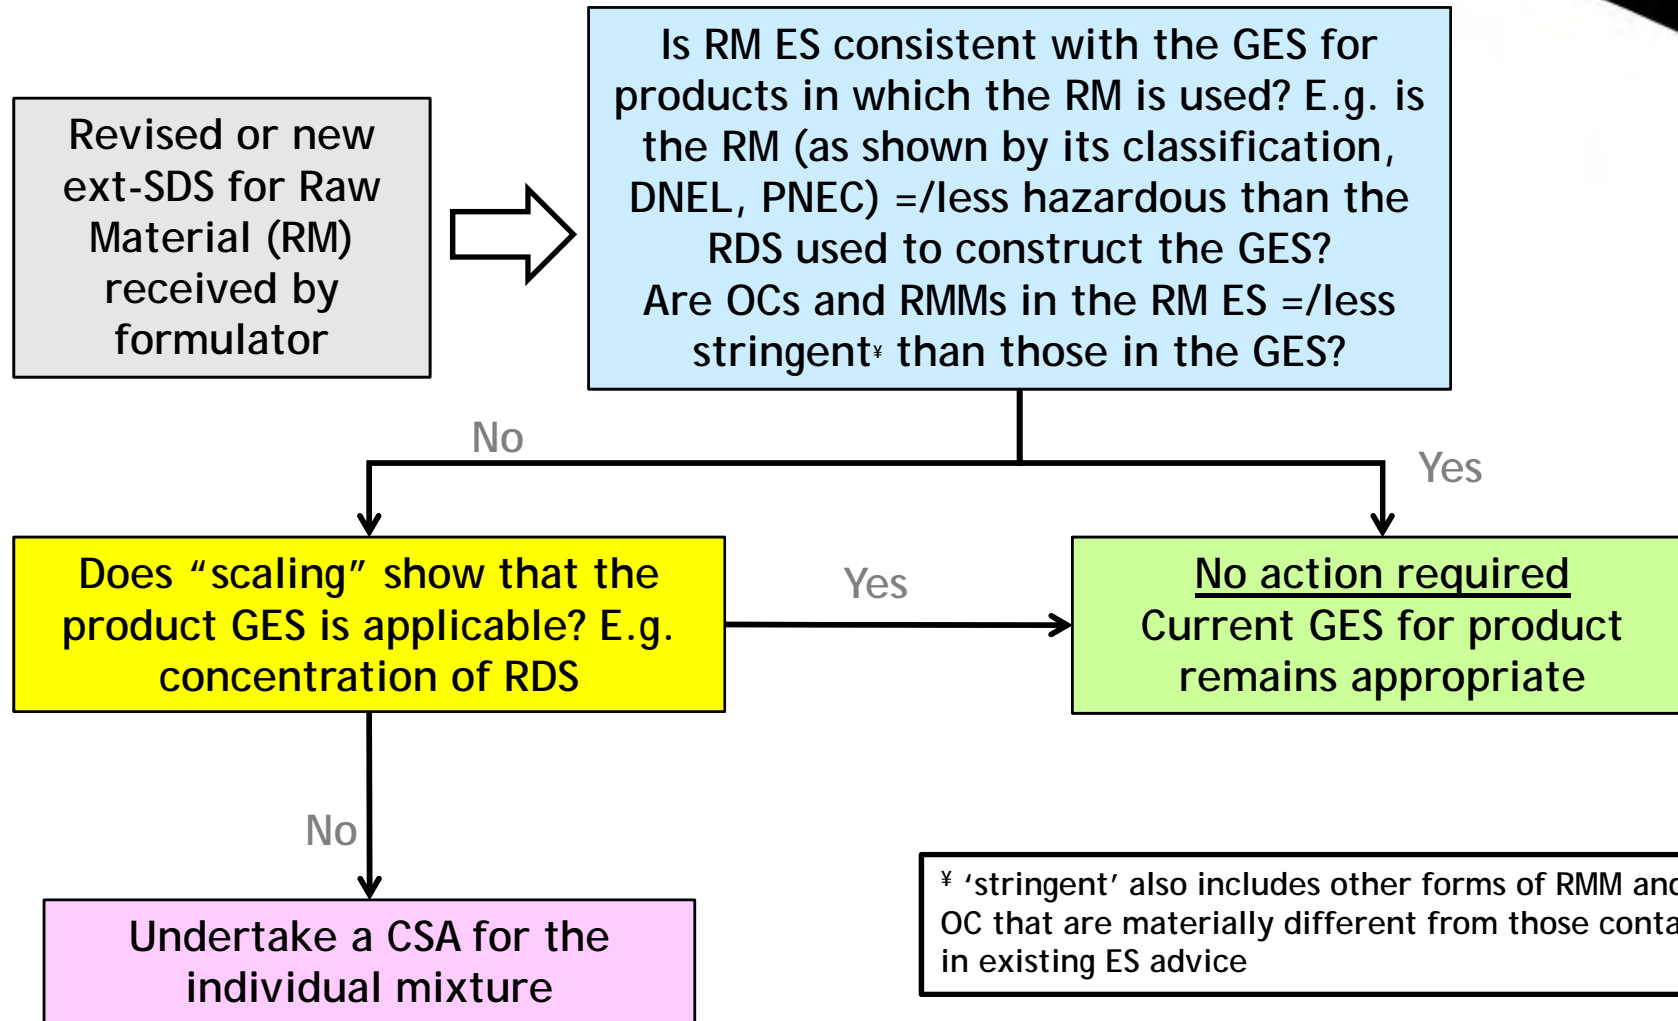 Revised or new
ext-SDS for Raw
Material (RM)
received by
formulator
Is RM ES consistent with the GES for
products in which the RM is used? E.g. is
the RM (as shown by its classification,
DNEL, PNEC) =/less hazardous than the
RDS used to construct the GES?
Are OCs and RMMs in the RM ES =/less
stringent¥ than those in the GES?
No
Yes
Does “scaling” show that the
product GES is applicable? E.g.
concentration of RDS
Yes
No action required
Current GES for product
remains appropriate
No
Undertake a CSA for the
individual mixture
¥ ‘stringent’ also includes other forms of RMM and
OC that are materially different from those conta
in existing ES advice